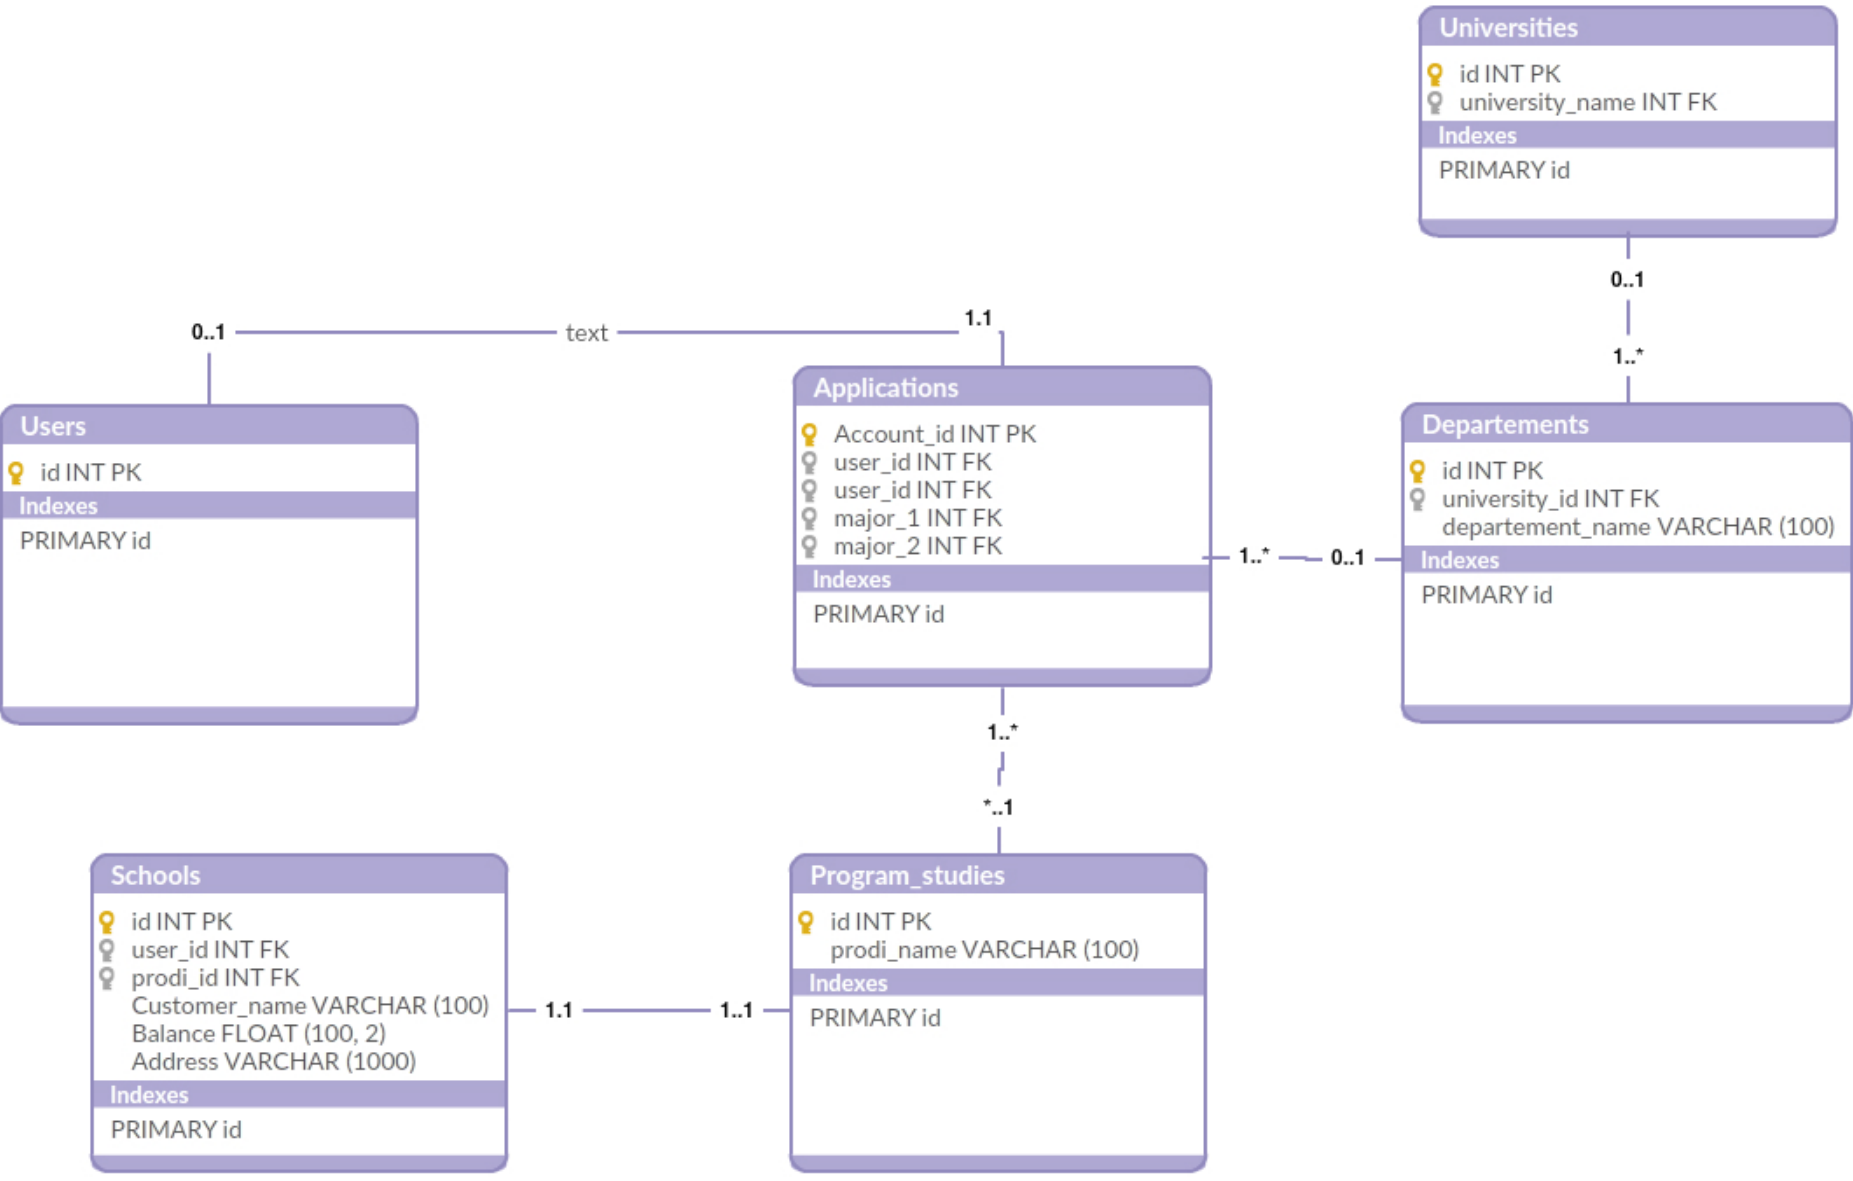 Universities
id INT PK
university_name INT FK
Indexes
PRIMARY id
0..1
1..*
0..1
text
1.1
Users
id INT PK
Indexes
PRIMARY id
Applications
Account_id INT PK
user_id INT FK
user_id INT FK
major_1 INT FK
major_2 INT FK
Indexes
PRIMARY id
1..*
0..1
Departements
id INT PK
university_id INT FK
departement_name VARCHAR (100)
Indexes
PRIMARY id
1..*
*..1
Schools
id INT PK
user_id INT FK
prodi_id INT FK
Customer_name VARCHAR (100)
Balance FLOAT (100, 2)
Address VARCHAR (1000)
Indexes
PRIMARY id
1.1
1..1
Program_studies
id INT PK
prodi_name VARCHAR (100)
Indexes
PRIMARY id